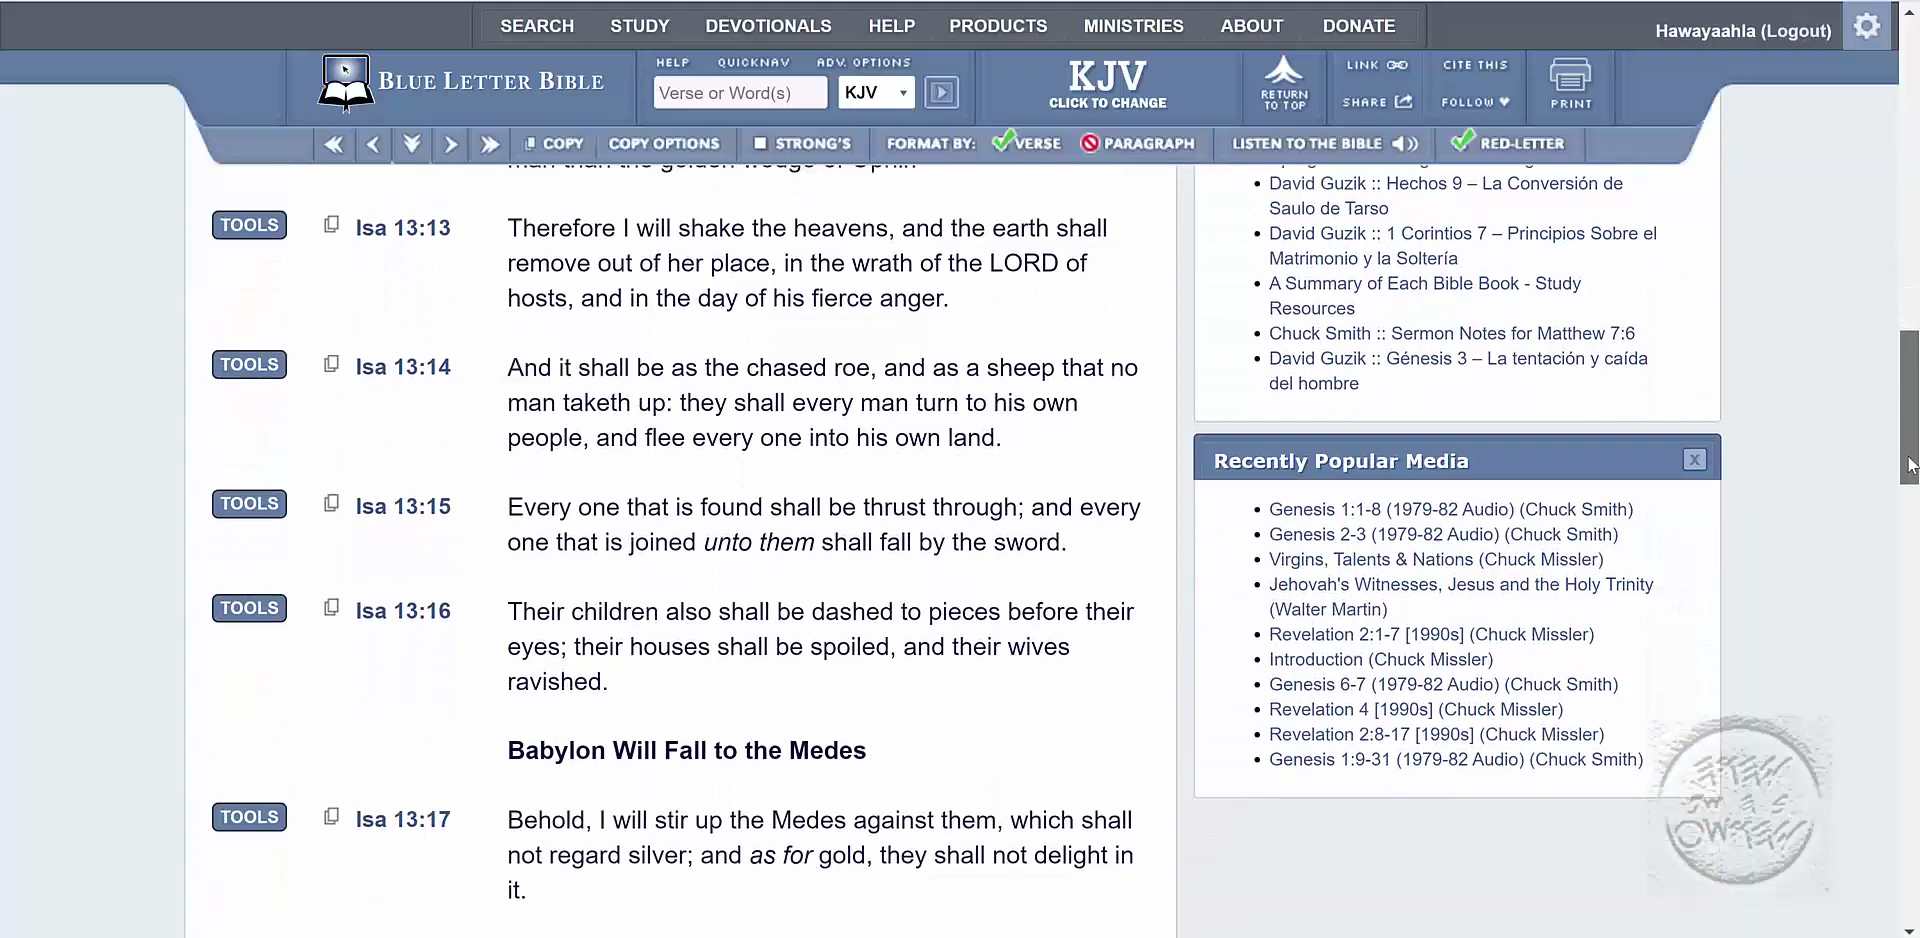 SEARCH STUDY DEVOTIONALS HELP PRODUCTS MINISTRIES ABOUT DONATE
Hawayaahla (Logout)
BLUE LETTER BIBLE
HELP QUICKNAV ADV. OPTIONS
Verse or Word(s) KJV
KJV
CLICK TO CHANGE
RETURN
TO TOP
LINK CITE THIS
SHARE FOLLOW
PRINT
COPY COPY OPTIONS STRONG'S FORMAT BY: VERSE PARAGRAPH LISTEN TO THE BIBLE RED-LETTER
man than the golden wedge of Ophir.
TOOLS Isa 13:13 Therefore I will shake the heavens, and the earth shall
remove out of her place, in the wrath of the LORD of
hosts, and in the day of his fierce anger.
TOOLS Isa 13:14 And it shall be as the chased roe, and as a sheep that no
man taketh up: they shall every man turn to his own
people, and flee every one into his own land.
TOOLS Isa 13:15 Every one that is found shall be thrust through; and every
one that is joined unto them shall fall by the sword.
TOOLS Isa 13:16 Their children also shall be dashed to pieces before their
eyes; their houses shall be spoiled, and their wives
ravished.
Babylon Will Fall to the Medes
TOOLS Isa 13:17 Behold, I will stir up the Medes against them, which shall
not regard silver; and as for gold, they shall not delight in
it.
• David Guzik :: Hechos 9 – La Conversión de
Saulo de Tarso
• David Guzik :: 1 Corintios 7 – Principios Sobre el
Matrimonio y la Soltería
• A Summary of Each Bible Book - Study
Resources
• Chuck Smith :: Sermon Notes for Matthew 7:6
• David Guzik :: Génesis 3 – La tentación y caída
del hombre
Recently Popular Media X
• Genesis 1:1-8 (1979-82 Audio) (Chuck Smith)
• Genesis 2-3 (1979-82 Audio) (Chuck Smith)
• Virgins, Talents & Nations (Chuck Missler)
• Jehovah's Witnesses, Jesus and the Holy Trinity
(Walter Martin)
• Revelation 2:1-7 [1990s] (Chuck Missler)
• Introduction (Chuck Missler)
• Genesis 6-7 (1979-82 Audio) (Chuck Smith)
• Revelation 4 [1990s] (Chuck Missler)
• Revelation 2:8-17 [1990s] (Chuck Missler)
• Genesis 1:9-31 (1979-82 Audio) (Chuck Smith)